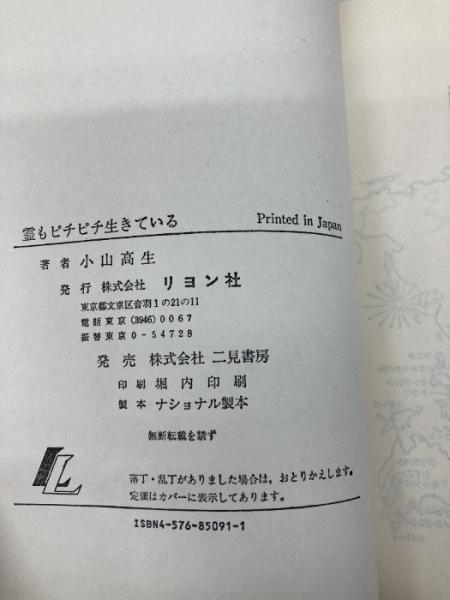 霊もピチピチ生きている Printed in Japan
著者 小山高生
発行 株式会社 リヨン社
東京都文京区音羽1の21の11
電話東京(3946)0067
振替東京0-54728
発売 株式会社 二見書房
印刷 堀内印刷
製本 ナショナル製本
無断転載を禁ず
LL
落丁・乱丁がありました場合は、おとりかえします。
定価はカバーに表示してあります。
ISBN4-576-85091-1